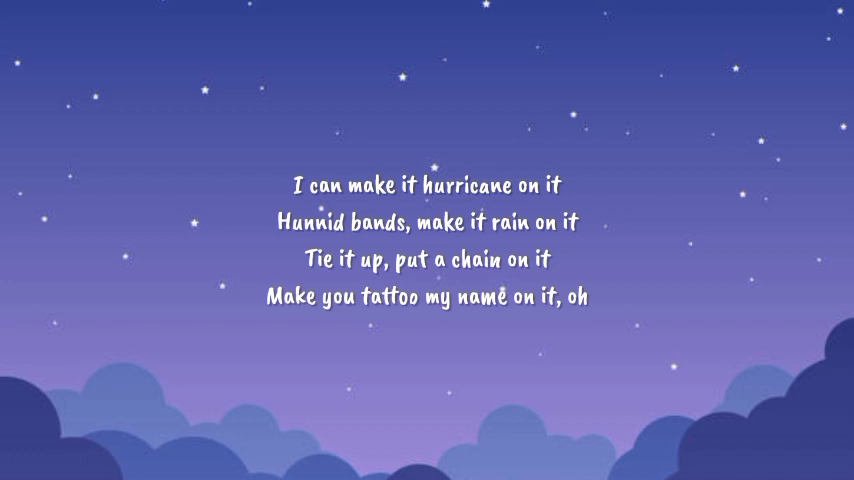 I can make it hurricane on it
Hunnid bands, make it rain on it
Tie it up, put a chain on it
Make you tattoo my name on it, oh